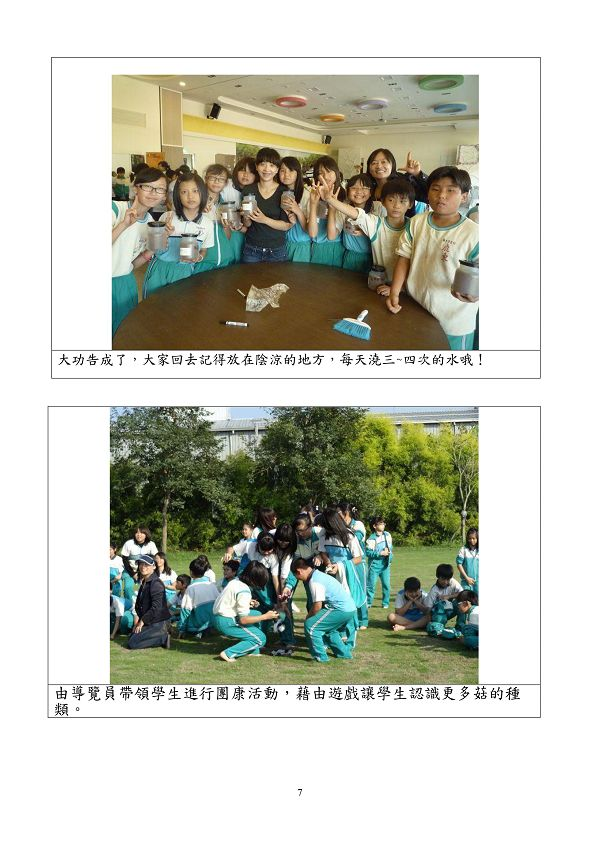 大功告成了，大家回去記得放在陰涼的地方，每天澆三~四次的水哦！
由導覽員帶領學生進行團康活動，藉由遊戲讓學生認識更多菇的種
類。
7